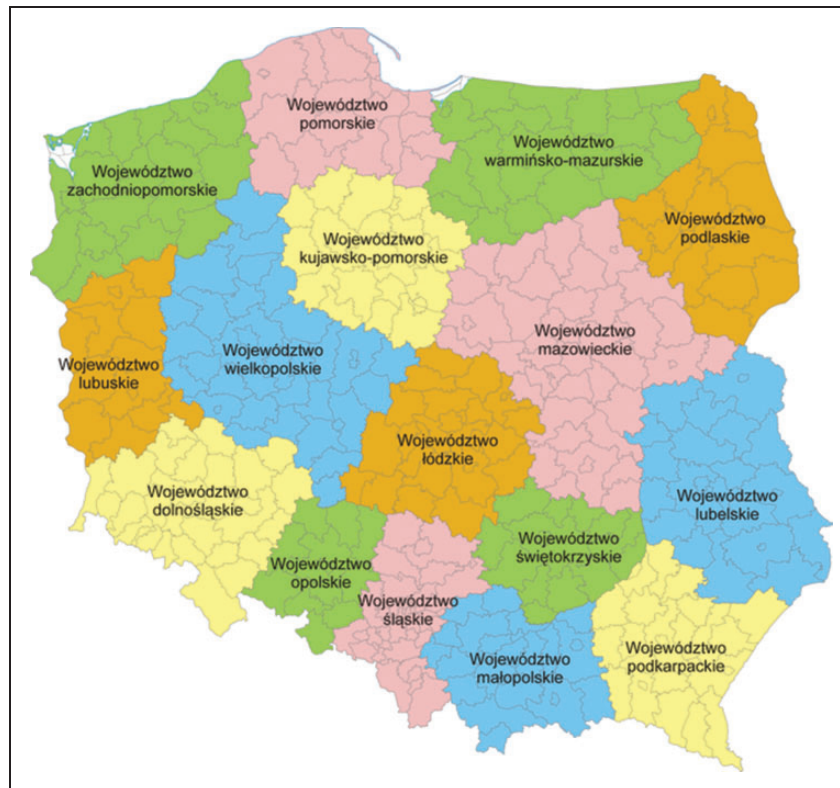 Województwo
pomorskie
Województwo
warmińsko-mazurskie
Województwo
zachodniopomorskie
Województwo
podlaskie
Województwo
kujawsko-pomorskie
Województwo
mazowieckie
Województwo
wielkopolskie
Województwo
lubuskie
Województwo
łódzkie
Województwo
dolnośląskie
Województwo
lubelskie
Województwo
świętokrzyskie
Województwo
opolskie
Województwo
śląskie
Województwo
małopolskie
Województwo
podkarpackie